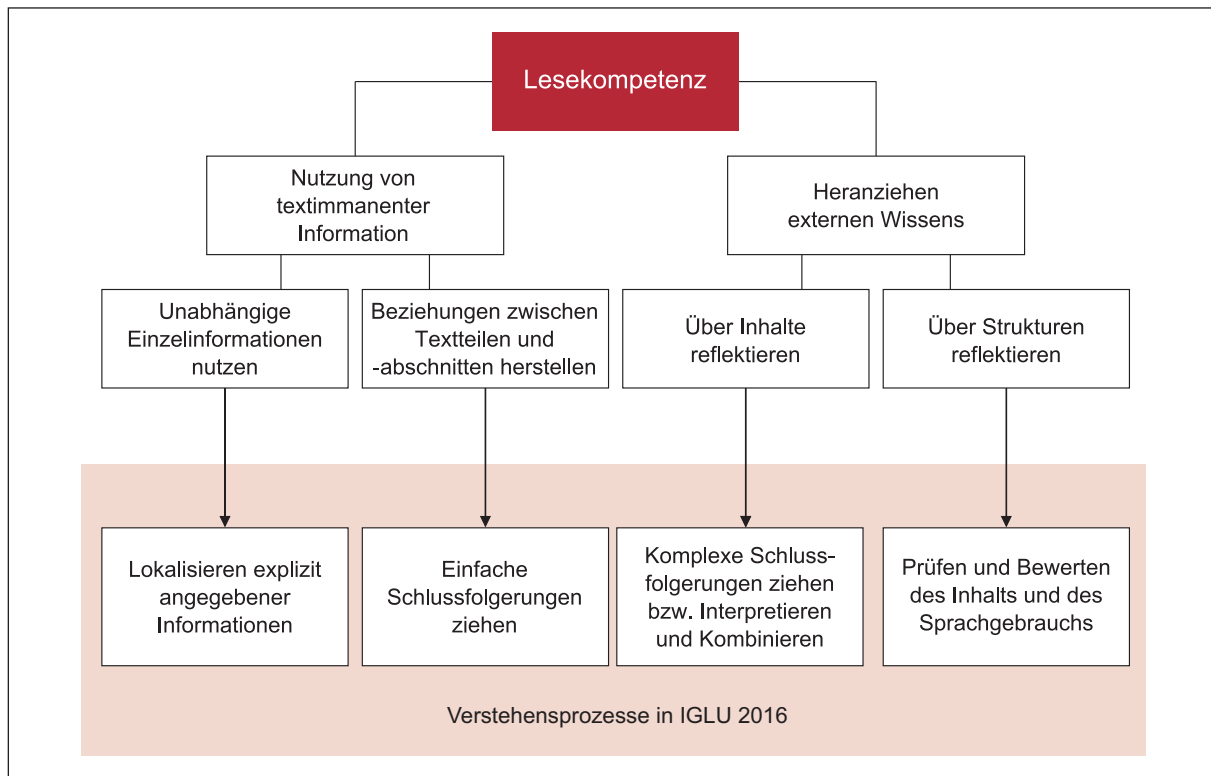 Lesekompetenz
Nutzung von
textimmanenter
Information
Heranziehen
externen Wissens
Unabhängige
Einzelinformationen
nutzen
Beziehungen zwischen
Textteilen und
-abschnitten herstellen
Über Inhalte
reflektieren
Über Strukturen
reflektieren
Lokalisieren explizit
angegebener
Informationen
Einfache
Schlussfolgerungen
ziehen
Komplexe Schluss-
folgerungen ziehen
bzw. Interpretieren
und Kombinieren
Prüfen und Bewerten
des Inhalts und des
Sprachgebrauchs
Verstehensprozesse in IGLU 2016